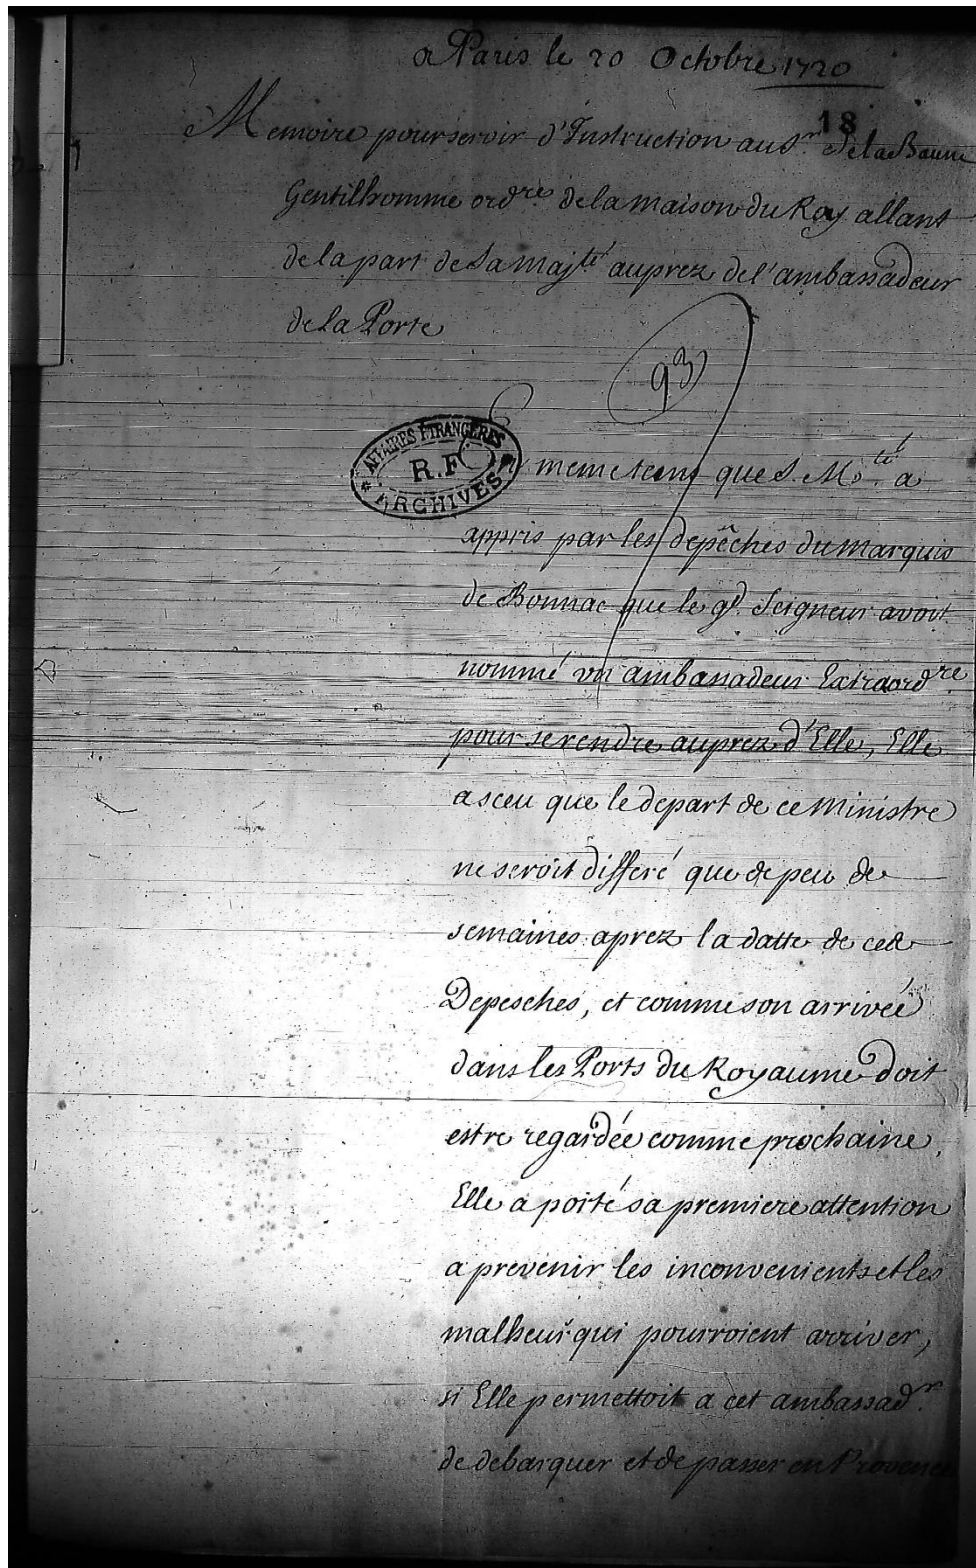 a Paris le 20 Octobre 1720
18
Memoire pour servir d'Instruction au Sr. de la Baume
Gentilhomme ordre. de la maison du Roy allant
de la part de Sa Majté auprez de l'ambassadeur
de la Porte
93
AFFAIRES ETRANGERES
R.F.
ARCHIVES
En meme tems que S. Mté. a
appris par les depêches du Marquis
de Bonnac que le gd. Seigneur avoit
nommé un ambassadeur Extraordre.
pour se rendre auprez d'Elle, Elle
a sceu que le depart de ce Ministre
ne seroit differé que de peu de
semaines aprez la datte de ces
Depesches, et comme son arrivée
dans les Ports du Royaume doit
estre regardée comme prochaine,
Elle a porté sa premiere attention
a prevenir les inconvenients et les
malheurs qui pourroient arriver,
si Elle permettoit a cet ambassadr.
de debarquer et de passer en Provence